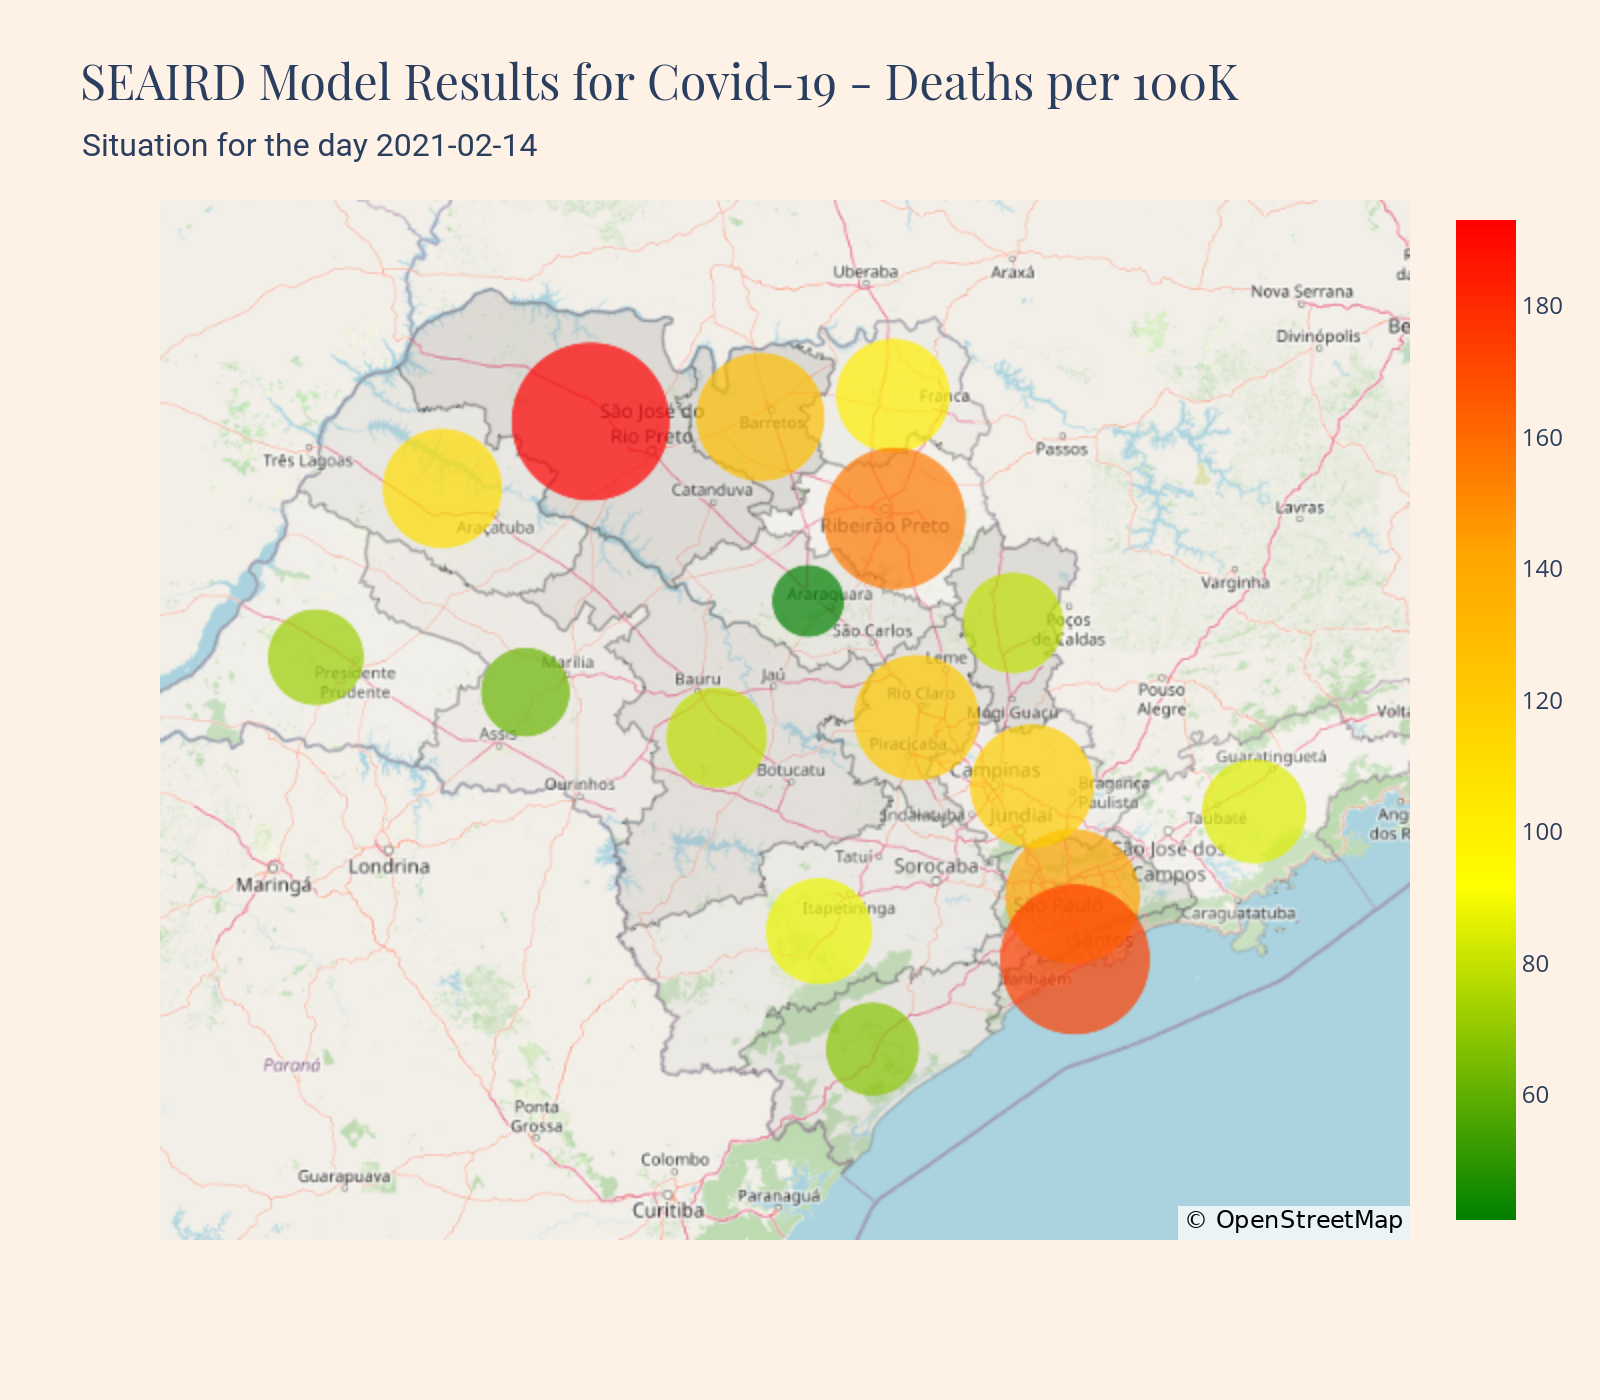 SEAIRD Model Results for Covid-19 - Deaths per 100K
Situation for the day 2021-02-14
Uberaba
Araxá
Nova Serrana
Divinópolis
Be
180
São José do
Rio Preto
Barretos
Franca
Passos
160
Três Lagoas
Catanduva
Araçatuba
Ribeirão Preto
Lavras
140
Araraquara
Varginha
São Carlos
Poços
de Caldas
Presidente
Prudente
Marília
Leme
Bauru
Jaú
Rio Claro
Pouso
Alegre
120
Assis
Mogi Guaçu
Volta
Piracicaba
Guaratinguetá
Ourinhos
Botucatu
Campinas
Bragança
Paulista
Indaiatuba
Jundiaí
Taubaté
Ang
dos R
100
Londrina
Maringá
Tatuí
Sorocaba
São José dos
Campos
São Paulo
Itapetininga
Caraguatatuba
Santos
80
Itanhaém
Paraná
60
Ponta
Grossa
Guarapuava
Colombo
Curitiba
Paranaguá
© OpenStreetMap